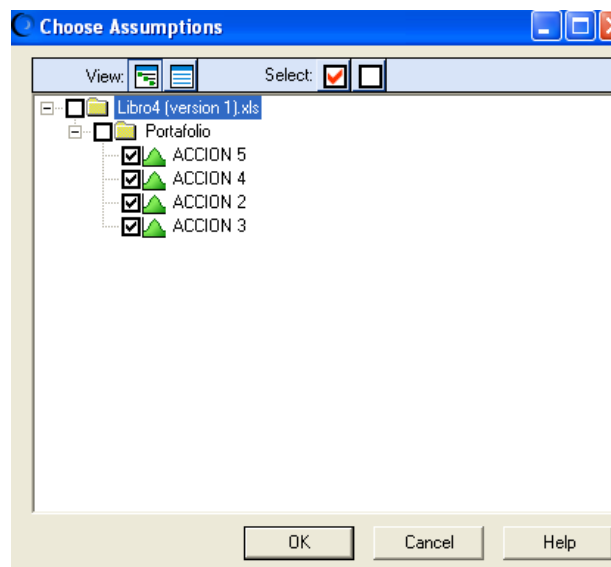 Choose Assumptions
View: Select:
Libro4 (version 1).xls
Portafolio
ACCION 5
ACCION 4
ACCION 2
ACCION 3
OK Cancel Help